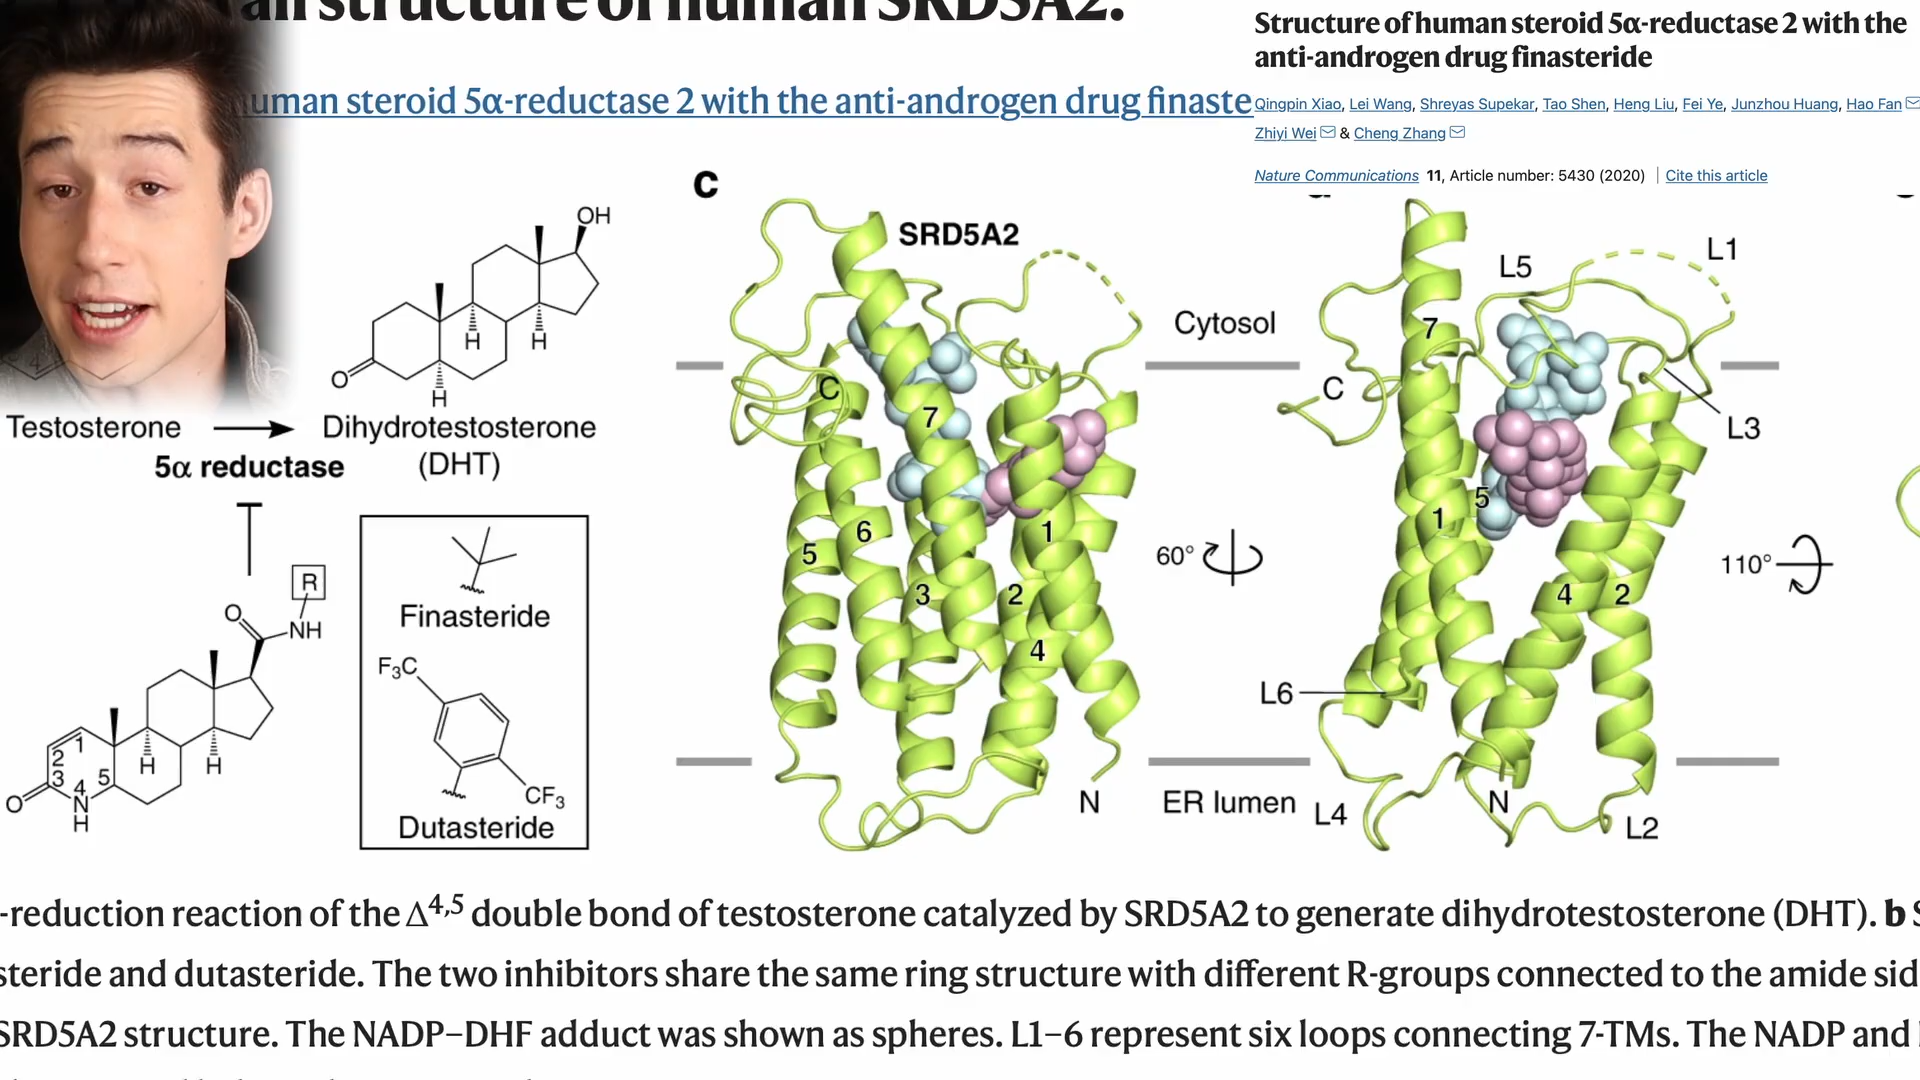 all structure of human SRD5A2.
Structure of human steroid 5α-reductase 2 with the
anti-androgen drug finasteride
human steroid 5α-reductase 2 with the anti-androgen drug finaste
Qingpin Xiao, Lei Wang, Shreyas Supekar, Tao Shen, Heng Liu, Fei Ye, Junzhou Huang, Hao Fan
Zhiyi Wei & Cheng Zhang
Nature Communications 11, Article number: 5430 (2020) | Cite this article
OH
H
H
O
H
Testosterone
Dihydrotestosterone
(DHT)
5α reductase
R
O
NH
1
2
3
4
5
H
H
O
N
H
Finasteride
F3C
CF3
Dutasteride
c
SRD5A2
C
7
6
5
1
3
2
4
N
Cytosol
60°
ER lumen
L5
L1
7
C
L3
5
1
4
2
L6
L4
N
L2
110°
-reduction reaction of the Δ4,5 double bond of testosterone catalyzed by SRD5A2 to generate dihydrotestosterone (DHT). b
steride and dutasteride. The two inhibitors share the same ring structure with different R-groups connected to the amide sid
SRD5A2 structure. The NADP–DHF adduct was shown as spheres. L1–6 represent six loops connecting 7-TMs. The NADP and